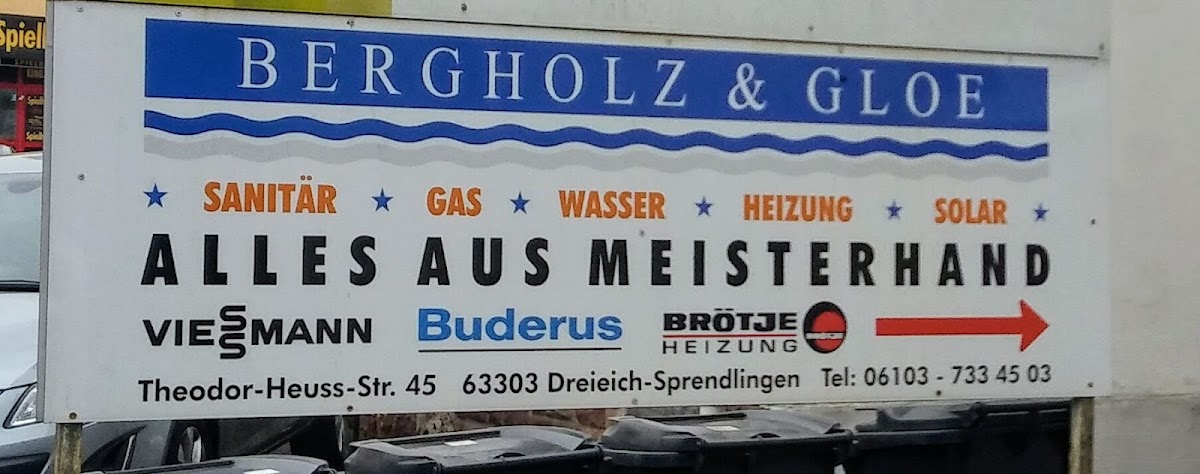 Spiell
BERGHOLZ & GLOE
SANITÄR GAS WASSER HEIZUNG SOLAR
ALLES AUS MEISTERHAND
VIESSMANN Buderus BRÖTJE
HEIZUNG
Theodor-Heuss-Str. 45 63303 Dreieich-Sprendlingen Tel: 06103 - 733 45 03